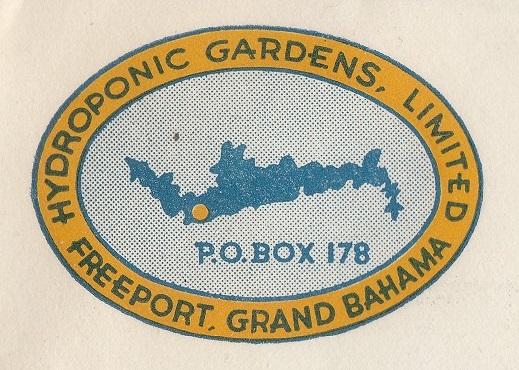 HYDROPONIC GARDENS, LIMITED
P.O. BOX 178
FREEPORT, GRAND BAHAMA